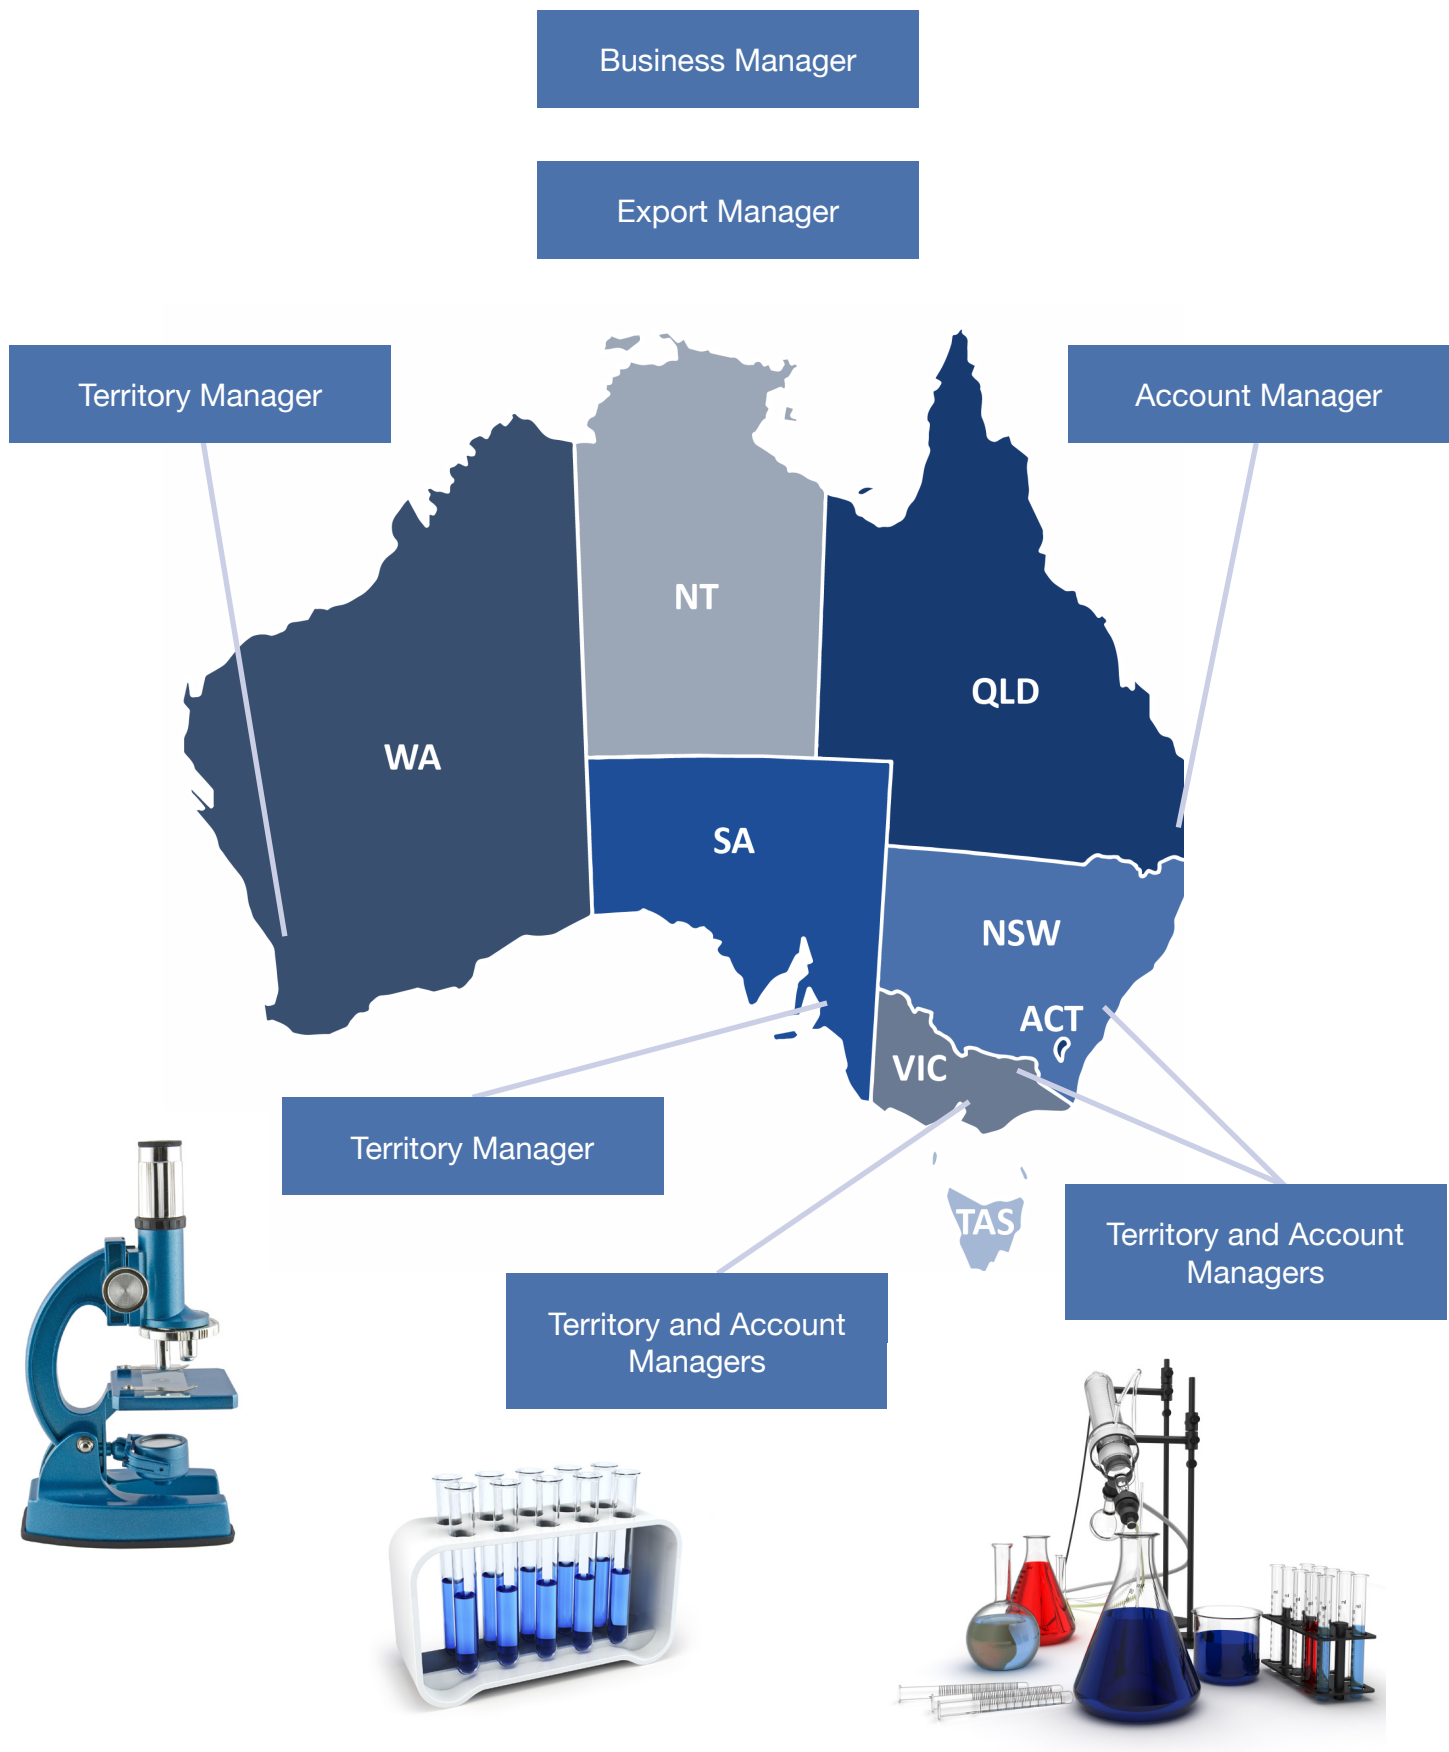 Business Manager
Export Manager
Territory Manager
Account Manager
NT
QLD
WA
SA
NSW
ACT
VIC
Territory Manager
TAS
Territory and Account
Managers
Territory and Account
Managers